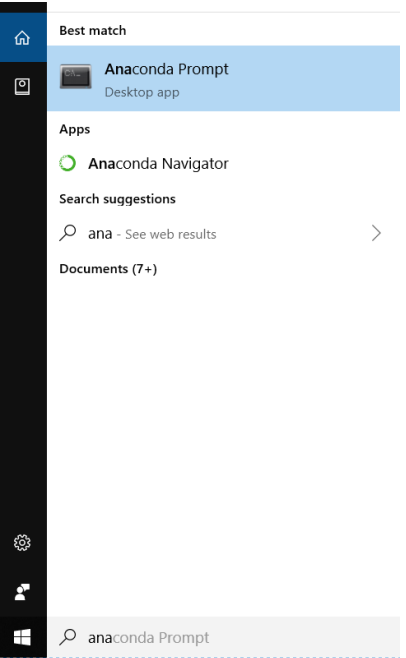 Best match
Anaconda Prompt
Desktop app
Apps
Anaconda Navigator
Search suggestions
ana - See web results
Documents (7+)
anaconda Prompt